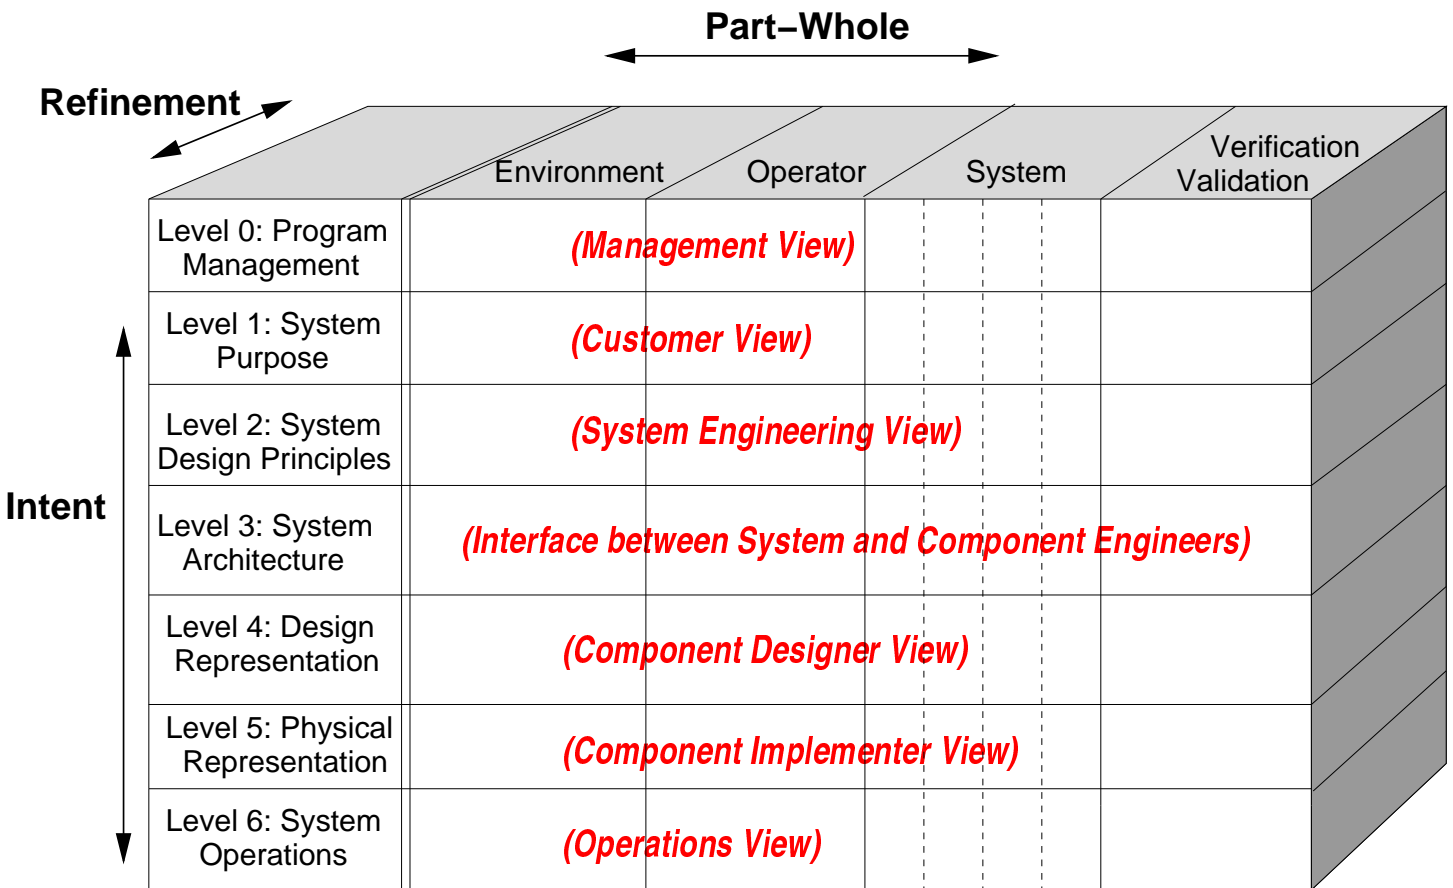 Part–Whole
Refinement
Environment
Operator
System
Verification
Validation
Level 0: Program
Management
(Management View)
Level 1: System
Purpose
(Customer View)
Level 2: System
Design Principles
(System Engineering View)
Intent
Level 3: System
Architecture
(Interface between System and Component Engineers)
Level 4: Design
Representation
(Component Designer View)
Level 5: Physical
Representation
(Component Implementer View)
Level 6: System
Operations
(Operations View)